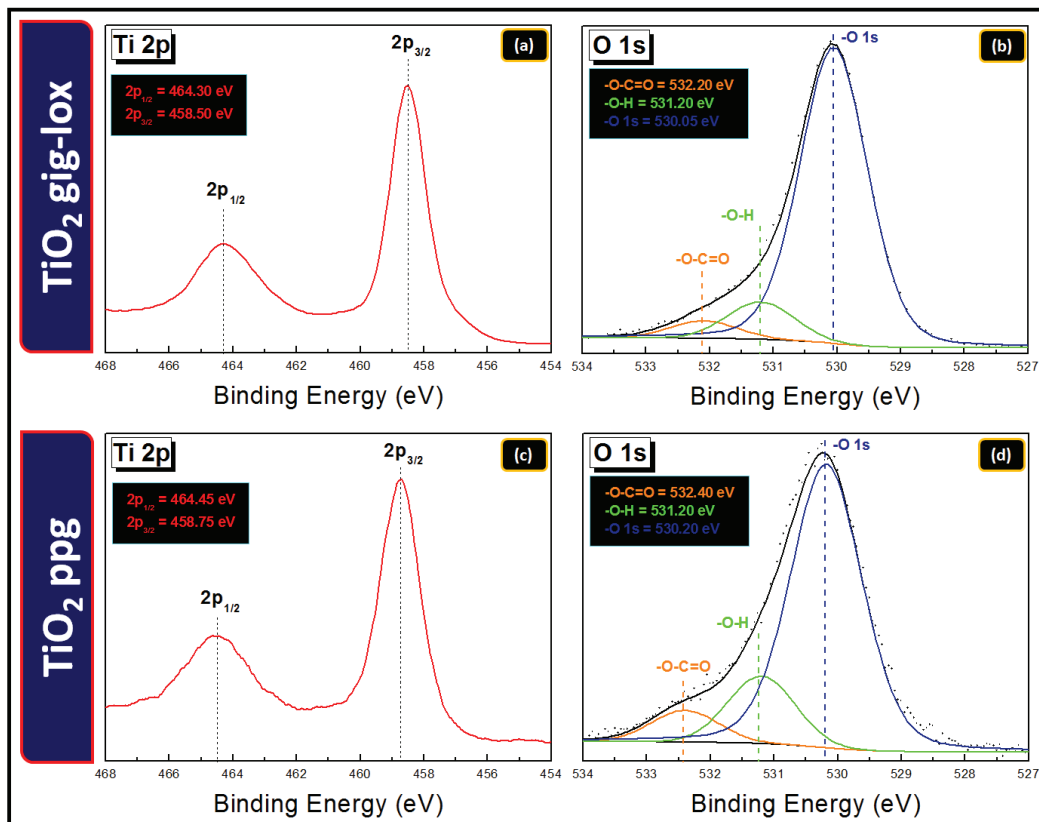 TiO₂ gig-lox
Ti 2p
(a)
2p₃/₂
2p₁/₂ = 464.30 eV
2p₃/₂ = 458.50 eV
2p₁/₂
468 466 464 462 460 458 456 454
Binding Energy (eV)
O 1s
(b)
-O 1s
-O-C=O = 532.20 eV
-O-H = 531.20 eV
-O 1s = 530.05 eV
-O-H
-O-C=O
534 533 532 531 530 529 528 527
Binding Energy (eV)
TiO₂ ppg
Ti 2p
(c)
2p₃/₂
2p₁/₂ = 464.45 eV
2p₃/₂ = 458.75 eV
2p₁/₂
468 466 464 462 460 458 456 454
Binding Energy (eV)
O 1s
(d)
-O 1s
-O-C=O = 532.40 eV
-O-H = 531.20 eV
-O 1s = 530.20 eV
-O-H
-O-C=O
534 533 532 531 530 529 528 527
Binding Energy (eV)